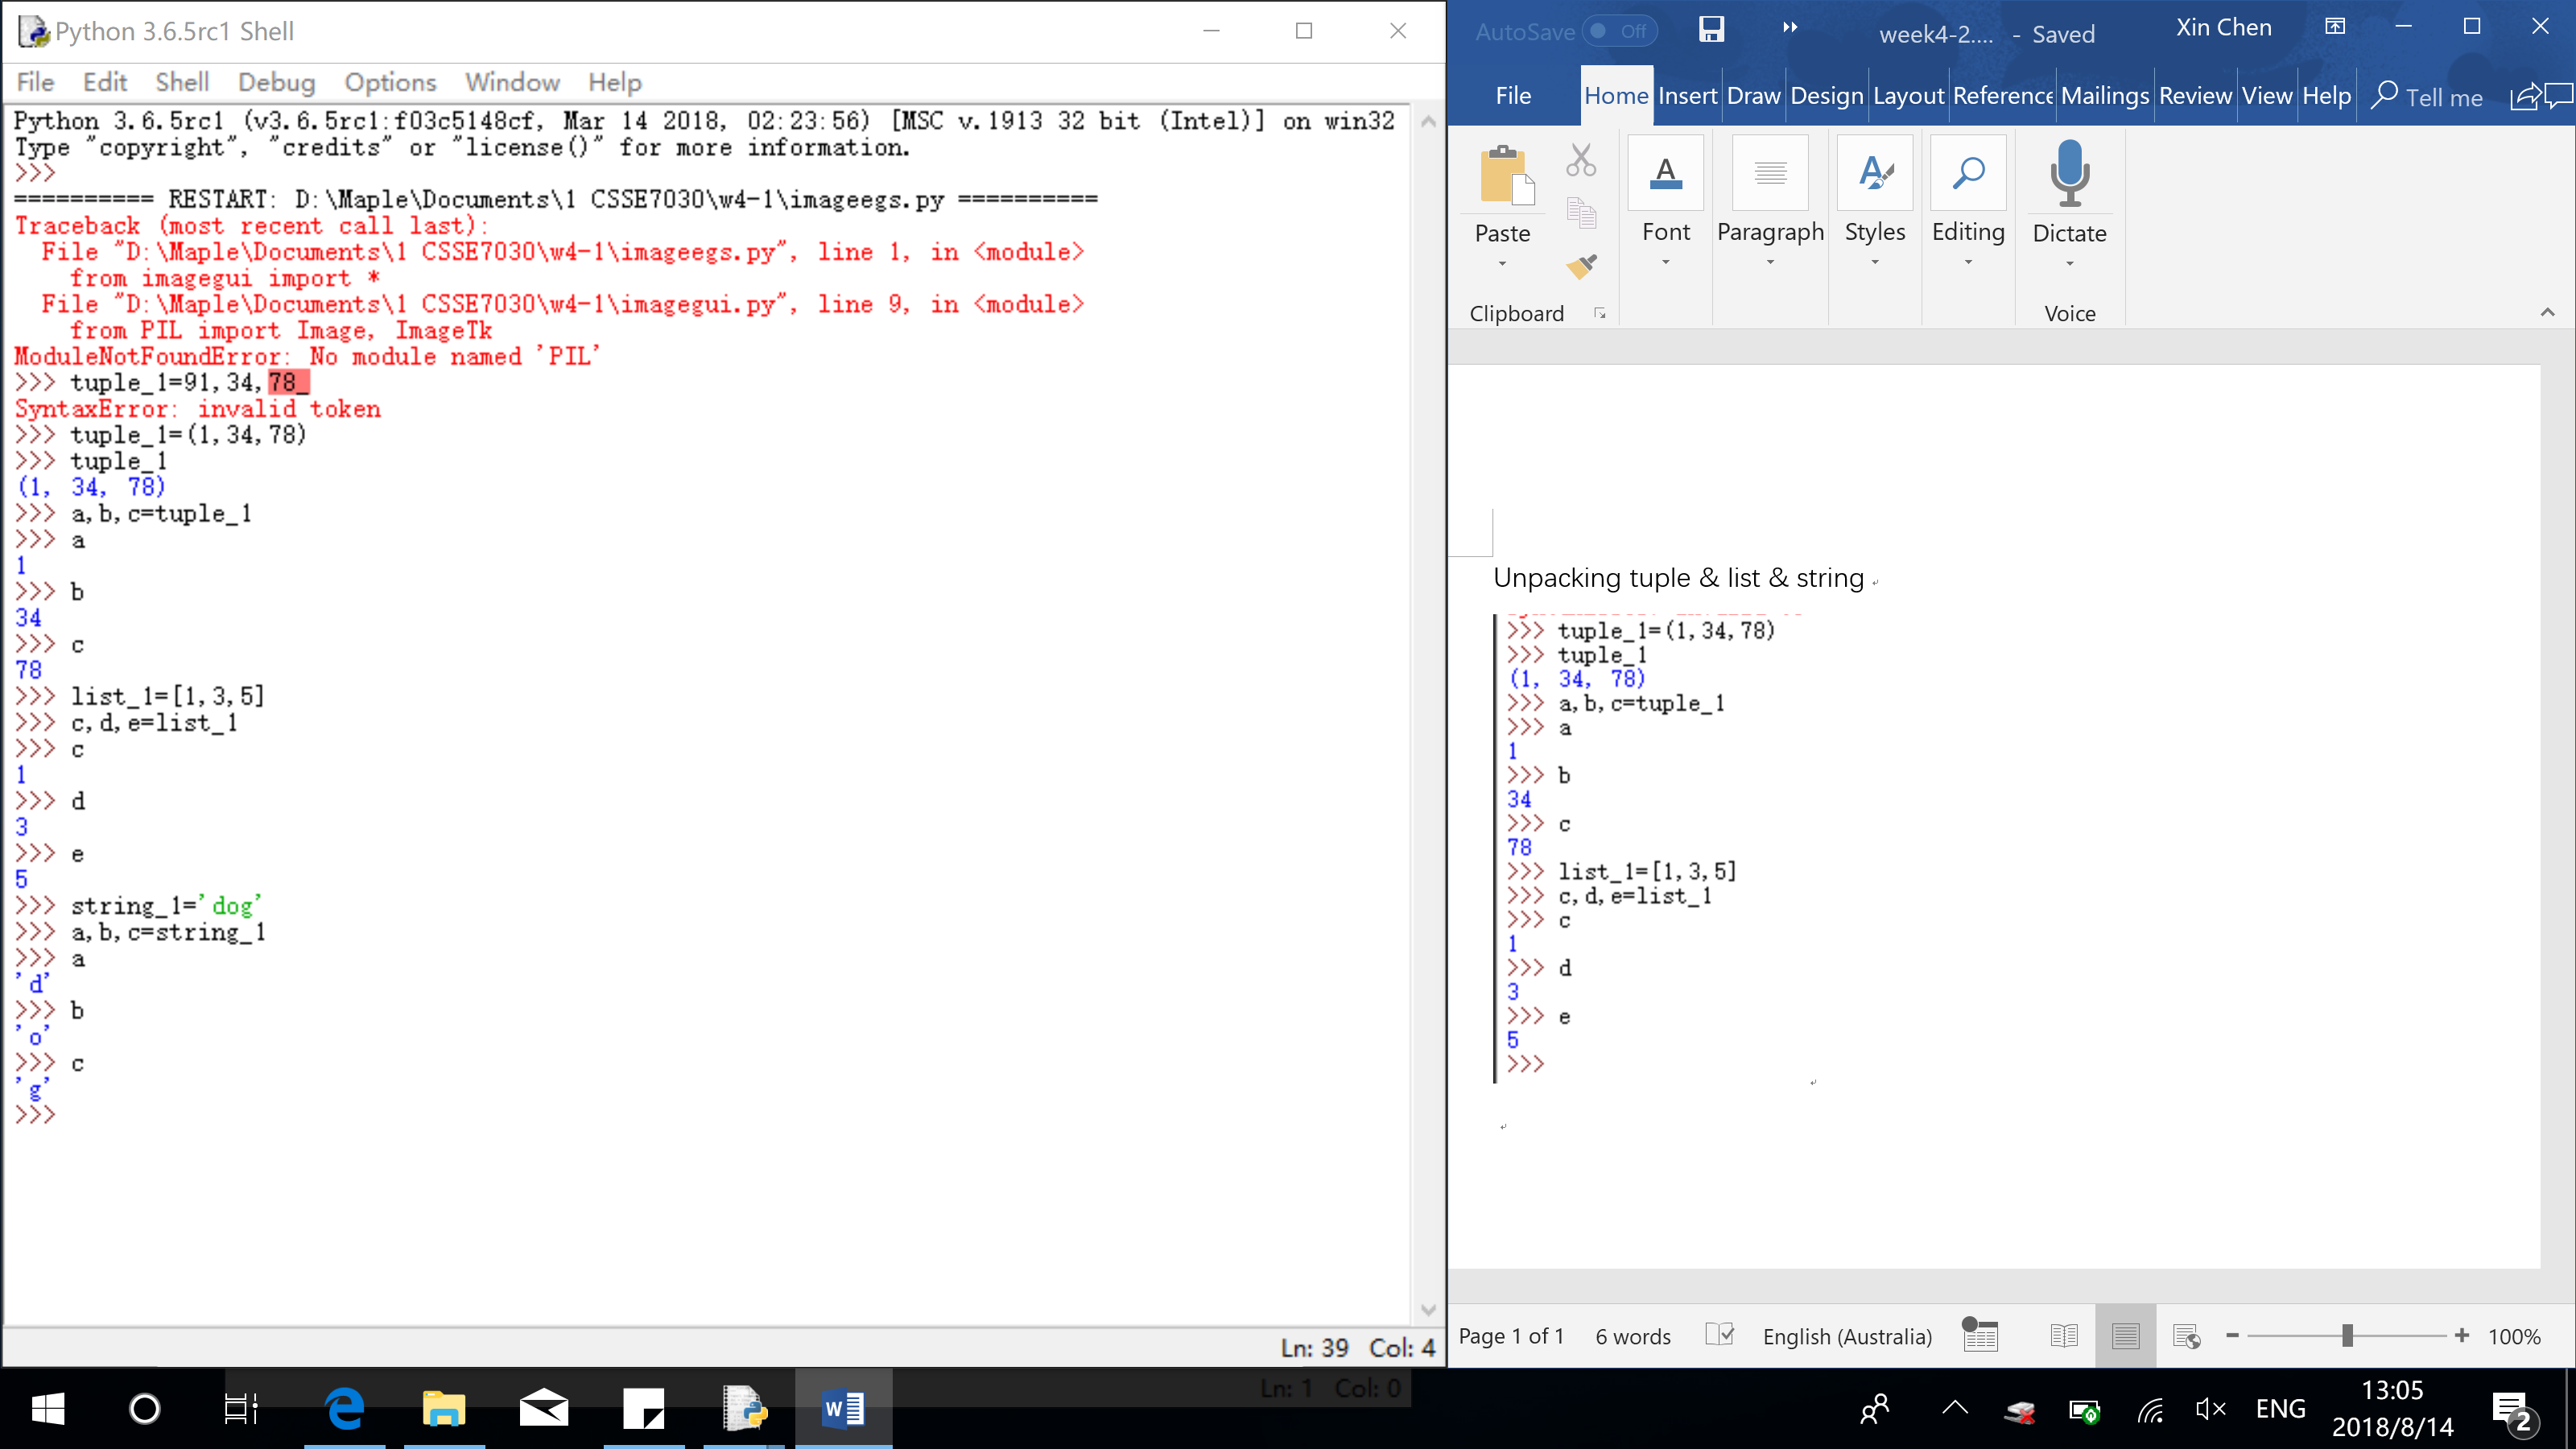 Python 3.6.5rc1 Shell
File Edit Shell Debug Options Window Help
Python 3.6.5rc1 (v3.6.5rc1:f03c5148cf, Mar 14 2018, 02:23:56) [MSC v.1913 32 bit (Intel)] on win32
Type "copyright", "credits" or "license()" for more information.
>>>
========== RESTART: D:\Maple\Documents\1 CSSE7030\w4-1\imageegs.py ==========
Traceback (most recent call last):
  File "D:\Maple\Documents\1 CSSE7030\w4-1\imageegs.py", line 1, in <module>
    from imagegui import *
  File "D:\Maple\Documents\1 CSSE7030\w4-1\imagegui.py", line 9, in <module>
    from PIL import Image, ImageTk
ModuleNotFoundError: No module named 'PIL'
>>> tuple_1=91,34,78_
SyntaxError: invalid token
>>> tuple_1=(1,34,78)
>>> tuple_1
(1, 34, 78)
>>> a,b,c=tuple_1
>>> a
1
>>> b
34
>>> c
78
>>> list_1=[1,3,5]
>>> c,d,e=list_1
>>> c
1
>>> d
3
>>> e
5
>>> string_1='dog'
>>> a,b,c=string_1
>>> a
'd'
>>> b
'o'
>>> c
'g'
>>>
Ln: 39 Col: 4
Ln: 1 Col: 0
AutoSave Off week4-2.... - Saved Xin Chen
File Home Insert Draw Design Layout Referenc Mailings Review View Help Tell me
Paste Font Paragraph Styles Editing Dictate
Clipboard Voice
Unpacking tuple & list & string
>>> tuple_1=(1,34,78)
>>> tuple_1
(1, 34, 78)
>>> a,b,c=tuple_1
>>> a
1
>>> b
34
>>> c
78
>>> list_1=[1,3,5]
>>> c,d,e=list_1
>>> c
1
>>> d
3
>>> e
5
>>>
Page 1 of 1 6 words English (Australia) 100%
ENG 13:05
2018/8/14
2